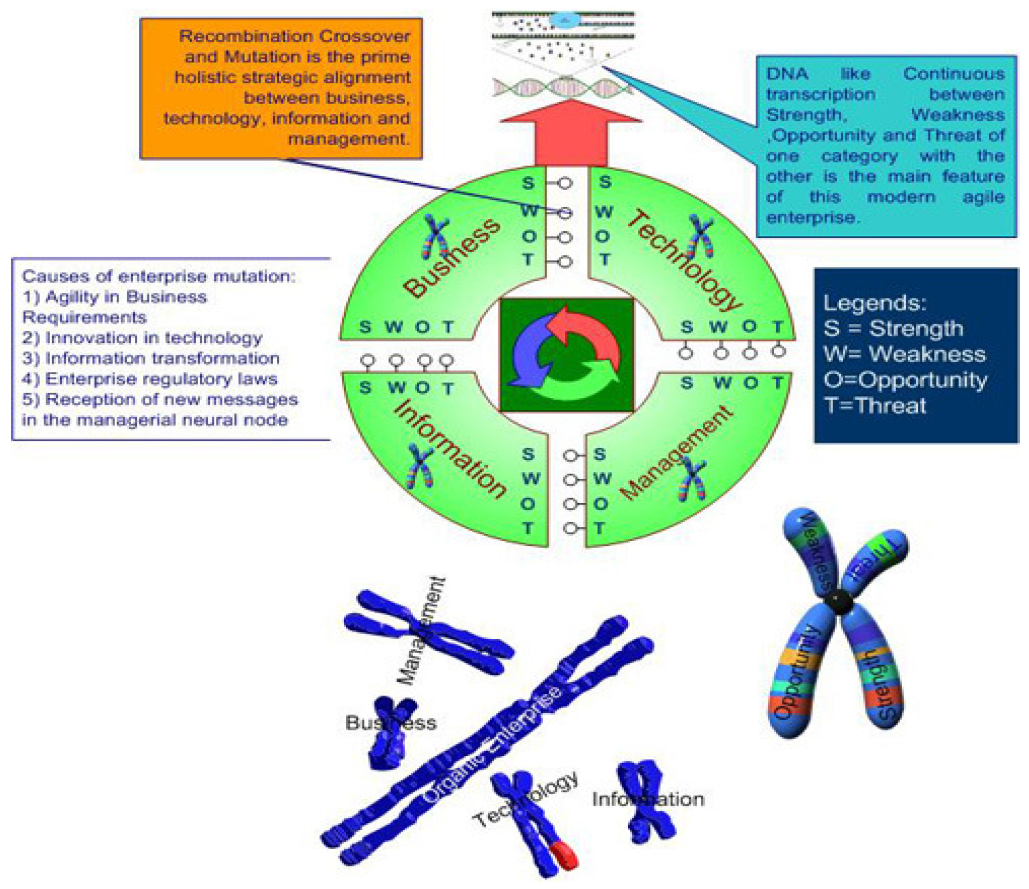 Recombination Crossover
and Mutation is the prime
holistic strategic alignment
between business,
technology, information and
management.
DNA like Continuous
transcription between
Strength, Weakness
,Opportunity and Threat of
one category with the
other is the main feature
of this modern agile
enterprise.
Causes of enterprise mutation:
1) Agility in Business
Requirements
2) Innovation in technology
3) Information transformation
4) Enterprise regulatory laws
5) Reception of new messages
in the managerial neural node
Business
S
W
O
T
S W O T
Technology
S
W
O
T
S W O T
Information
S W O T
S
W
O
T
Management
S W O T
S
W
O
T
Legends:
S = Strength
W= Weakness
O=Opportunity
T=Threat
Weakness
Threat
Opportunity
Strength
Management
Business
Organic Enterprise
Technology
Information